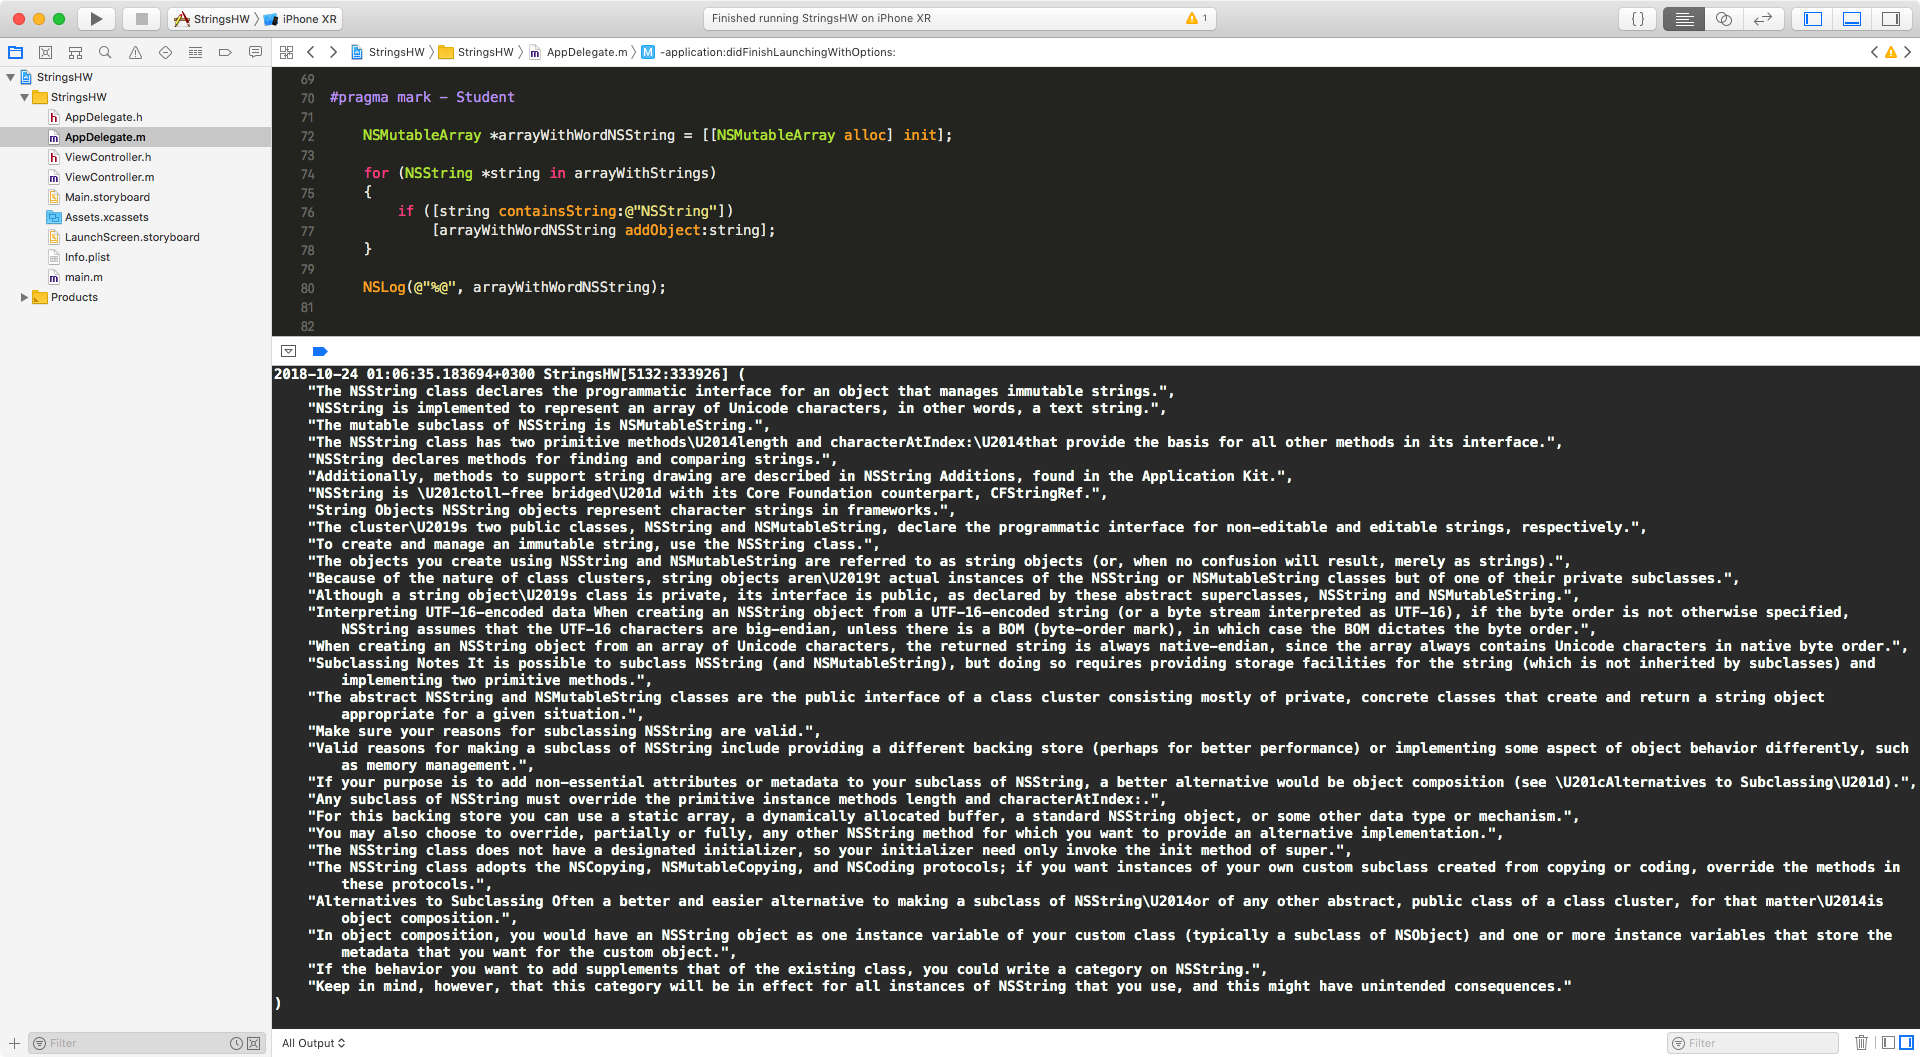 StringsHW iPhone XR
Finished running StringsHW on iPhone XR
1
{}
StringsHW StringsHW AppDelegate.m M -application:didFinishLaunchingWithOptions:
StringsHW
StringsHW
h AppDelegate.h
m AppDelegate.m
h ViewController.h
m ViewController.m
Main.storyboard
Assets.xcassets
LaunchScreen.storyboard
Info.plist
m main.m
Products
69
70 #pragma mark - Student
71
72 NSMutableArray *arrayWithWordNSString = [[NSMutableArray alloc] init];
73
74 for (NSString *string in arrayWithStrings)
75 {
76 if ([string containsString:@"NSString"])
77 [arrayWithWordNSString addObject:string];
78 }
79
80 NSLog(@"%@", arrayWithWordNSString);
81
82
2018-10-24 01:06:35.183694+0300 StringsHW[5132:333926] (
"The NSString class declares the programmatic interface for an object that manages immutable strings.",
"NSString is implemented to represent an array of Unicode characters, in other words, a text string.",
"The mutable subclass of NSString is NSMutableString.",
"The NSString class has two primitive methods\U2014length and characterAtIndex:\U2014that provide the basis for all other methods in its interface.",
"NSString declares methods for finding and comparing strings.",
"Additionally, methods to support string drawing are described in NSString Additions, found in the Application Kit.",
"NSString is \U201ctoll-free bridged\U201d with its Core Foundation counterpart, CFStringRef.",
"String Objects NSString objects represent character strings in frameworks.",
"The cluster\U2019s two public classes, NSString and NSMutableString, declare the programmatic interface for non-editable and editable strings, respectively.",
"To create and manage an immutable string, use the NSString class.",
"The objects you create using NSString and NSMutableString are referred to as string objects (or, when no confusion will result, merely as strings).",
"Because of the nature of class clusters, string objects aren\U2019t actual instances of the NSString or NSMutableString classes but of one of their private subclasses.",
"Although a string object\U2019s class is private, its interface is public, as declared by these abstract superclasses, NSString and NSMutableString.",
"Interpreting UTF-16-encoded data When creating an NSString object from a UTF-16-encoded string (or a byte stream interpreted as UTF-16), if the byte order is not otherwise specified,
NSString assumes that the UTF-16 characters are big-endian, unless there is a BOM (byte-order mark), in which case the BOM dictates the byte order.",
"When creating an NSString object from an array of Unicode characters, the returned string is always native-endian, since the array always contains Unicode characters in native byte order.",
"Subclassing Notes It is possible to subclass NSString (and NSMutableString), but doing so requires providing storage facilities for the string (which is not inherited by subclasses) and
implementing two primitive methods.",
"The abstract NSString and NSMutableString classes are the public interface of a class cluster consisting mostly of private, concrete classes that create and return a string object
appropriate for a given situation.",
"Make sure your reasons for subclassing NSString are valid.",
"Valid reasons for making a subclass of NSString include providing a different backing store (perhaps for better performance) or implementing some aspect of object behavior differently, such
as memory management.",
"If your purpose is to add non-essential attributes or metadata to your subclass of NSString, a better alternative would be object composition (see \U201cAlternatives to Subclassing\U201d).",
"Any subclass of NSString must override the primitive instance methods length and characterAtIndex:.",
"For this backing store you can use a static array, a dynamically allocated buffer, a standard NSString object, or some other data type or mechanism.",
"You may also choose to override, partially or fully, any other NSString method for which you want to provide an alternative implementation.",
"The NSString class does not have a designated initializer, so your initializer need only invoke the init method of super.",
"The NSString class adopts the NSCopying, NSMutableCopying, and NSCoding protocols; if you want instances of your own custom subclass created from copying or coding, override the methods in
these protocols.",
"Alternatives to Subclassing Often a better and easier alternative to making a subclass of NSString\U2014or of any other abstract, public class of a class cluster, for that matter\U2014is
object composition.",
"In object composition, you would have an NSString object as one instance variable of your custom class (typically a subclass of NSObject) and one or more instance variables that store the
metadata that you want for the custom object.",
"If the behavior you want to add supplements that of the existing class, you could write a category on NSString.",
"Keep in mind, however, that this category will be in effect for all instances of NSString that you use, and this might have unintended consequences."
)
Filter
All Output
Filter